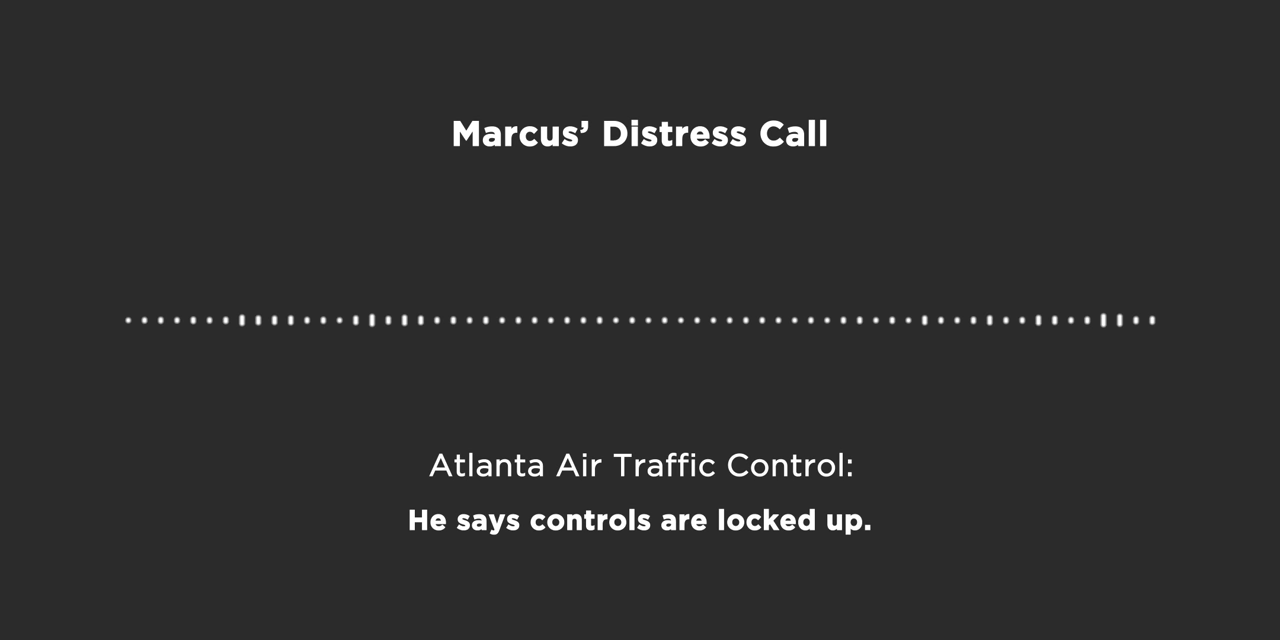 Marcus’ Distress Call
Atlanta Air Traffic Control:
He says controls are locked up.